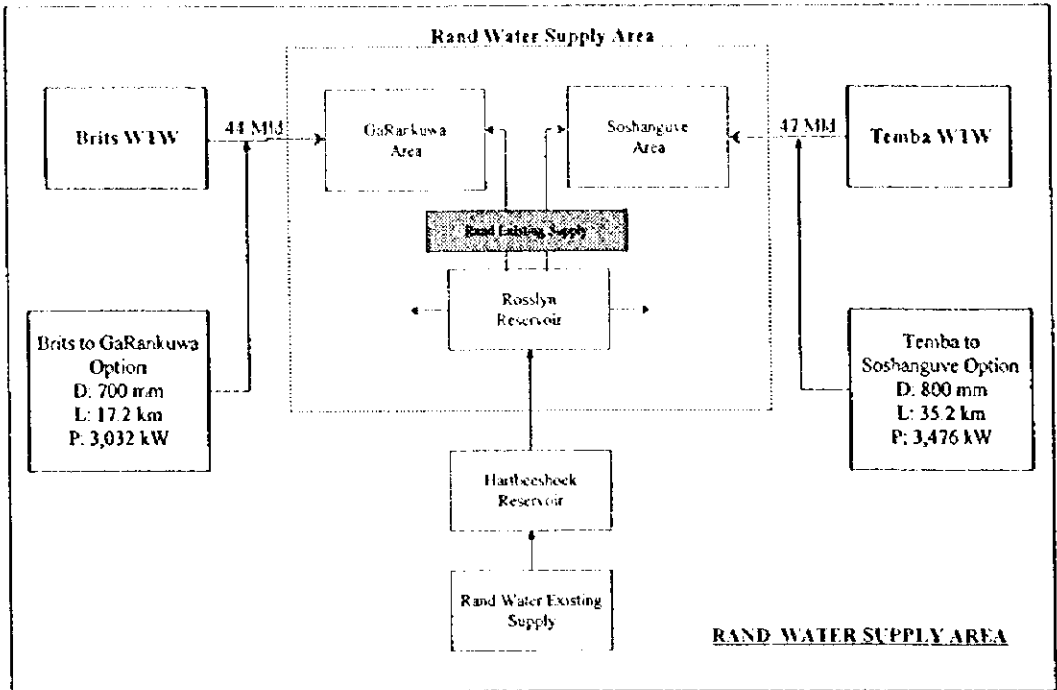 Rand Water Supply Area
Brits WTW
44 Mld
GaRankuwa
Area
Soshanguve
Area
47 Mld
Temba WTW
Rand Existing Supply
Rosslyn
Reservoir
Brits to GaRankuwa
Option
D: 700 mm
L: 17.2 km
P: 3,032 kW
Temba to
Soshanguve Option
D: 800 mm
L: 35.2 km
P: 3,476 kW
Hartbeeshoek
Reservoir
Rand Water Existing
Supply
RAND WATER SUPPLY AREA